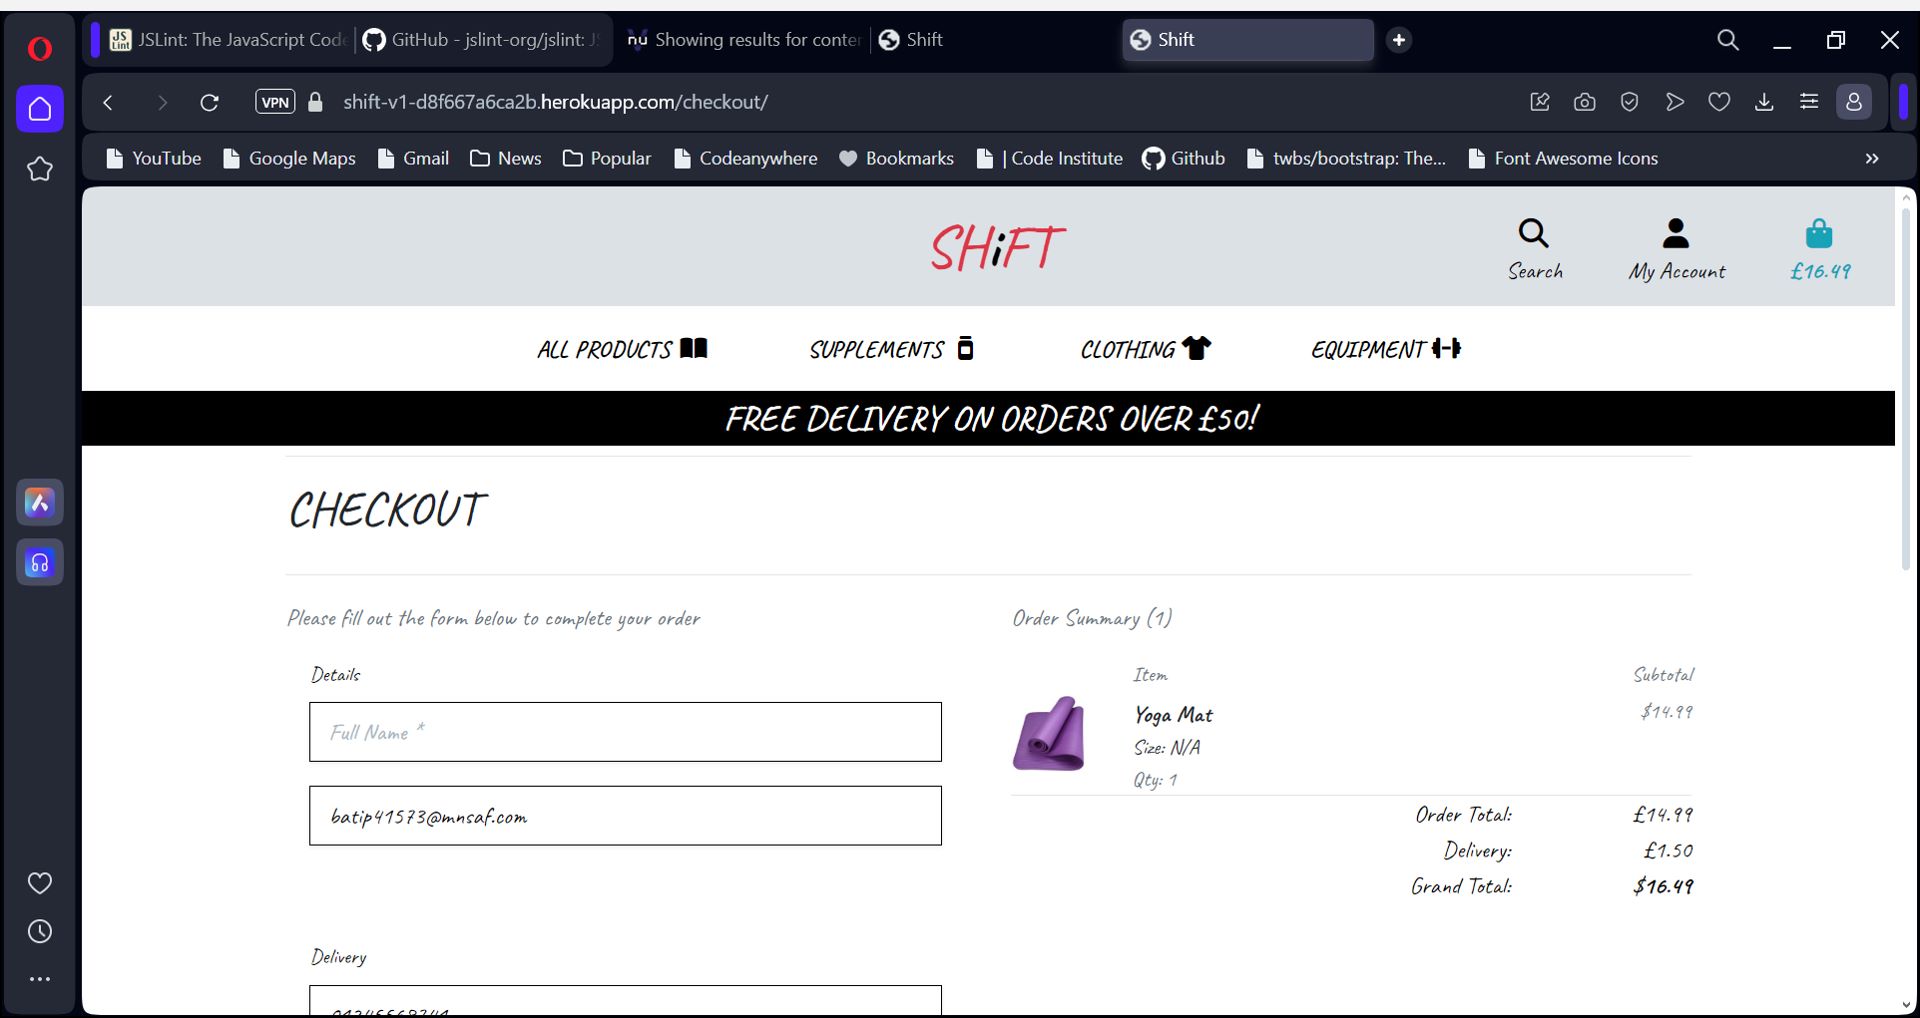 JS
Lint
JSLint: The JavaScript Code
GitHub - jslint-org/jslint: JS
nu
Showing results for conten
Shift
Shift
VPN
shift-v1-d8f667a6ca2b.herokuapp.com/checkout/
YouTube
Google Maps
Gmail
News
Popular
Codeanywhere
Bookmarks
| Code Institute
Github
twbs/bootstrap: The...
Font Awesome Icons
SHiFT
Search
My Account
£16.49
ALL PRODUCTS
SUPPLEMENTS
CLOTHING
EQUIPMENT
FREE DELIVERY ON ORDERS OVER £50!
CHECKOUT
Please fill out the form below to complete your order
Details
Full Name *
batip41573@mnsaf.com
Delivery
Order Summary (1)
Item
Subtotal
Yoga Mat
$14.99
Size: N/A
Qty: 1
Order Total:
£14.99
Delivery:
£1.50
Grand Total:
$16.49